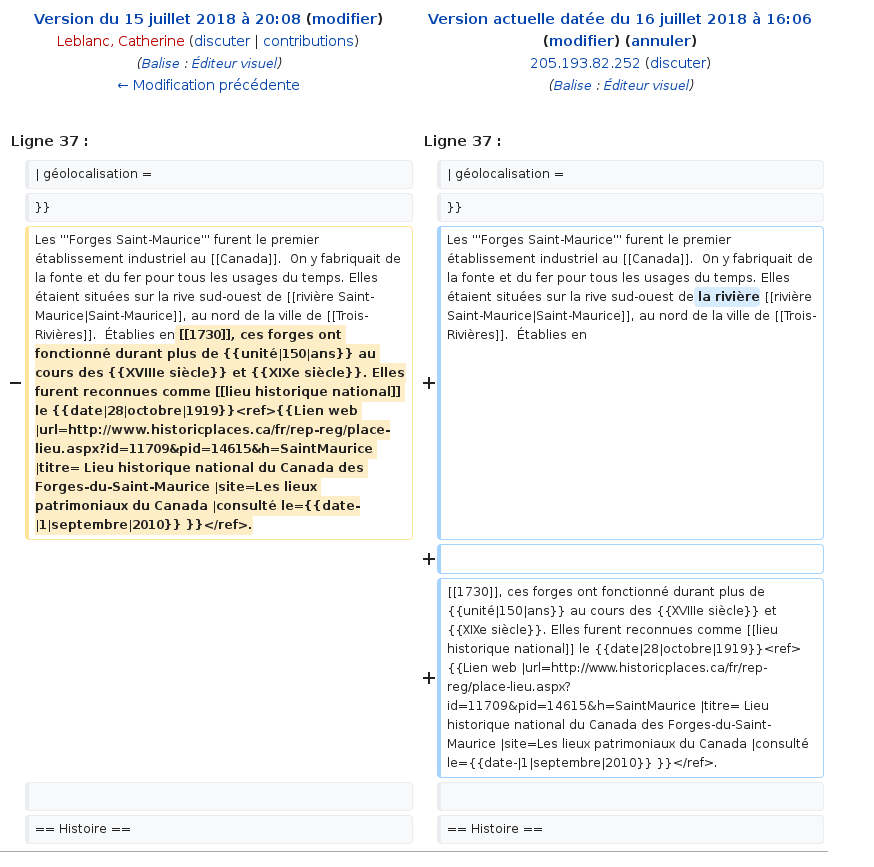 Version du 15 juillet 2018 à 20:08 (modifier)
Leblanc, Catherine (discuter | contributions)
(Balise : Éditeur visuel)
← Modification précédente
Version actuelle datée du 16 juillet 2018 à 16:06
(modifier) (annuler)
205.193.82.252 (discuter)
(Balise : Éditeur visuel)
Ligne 37 :
Ligne 37 :
| géolocalisation =
| géolocalisation =
}}
}}
−
Les '''Forges Saint-Maurice''' furent le premier
établissement industriel au [[Canada]].  On y fabriquait de
la fonte et du fer pour tous les usages du temps. Elles
étaient situées sur la rive sud-ouest de [[rivière Saint-
Maurice|Saint-Maurice]], au nord de la ville de [[Trois-
Rivières]].  Établies en [[1730]], ces forges ont
fonctionné durant plus de {{unité|150|ans}} au
cours des {{XVIIIe siècle}} et {{XIXe siècle}}. Elles
furent reconnues comme [[lieu historique national]]
le {{date|28|octobre|1919}}<ref>{{Lien web
|url=http://www.historicplaces.ca/fr/rep-reg/place-
lieu.aspx?id=11709&pid=14615&h=SaintMaurice
|titre= Lieu historique national du Canada des
Forges-du-Saint-Maurice |site=Les lieux
patrimoniaux du Canada |consulté le={{date-
|1|septembre|2010}} }}</ref>.
+
Les '''Forges Saint-Maurice''' furent le premier
établissement industriel au [[Canada]].  On y fabriquait de
la fonte et du fer pour tous les usages du temps. Elles
étaient situées sur la rive sud-ouest de la rivière [[rivière
Saint-Maurice|Saint-Maurice]], au nord de la ville de [[Trois-
Rivières]].  Établies en
+
+
[[1730]], ces forges ont fonctionné durant plus de
{{unité|150|ans}} au cours des {{XVIIIe siècle}} et
{{XIXe siècle}}. Elles furent reconnues comme [[lieu
historique national]] le {{date|28|octobre|1919}}<ref>
{{Lien web |url=http://www.historicplaces.ca/fr/rep-
reg/place-lieu.aspx?
id=11709&pid=14615&h=SaintMaurice |titre= Lieu
historique national du Canada des Forges-du-Saint-
Maurice |site=Les lieux patrimoniaux du Canada |consulté
le={{date-|1|septembre|2010}} }}</ref>.
== Histoire ==
== Histoire ==